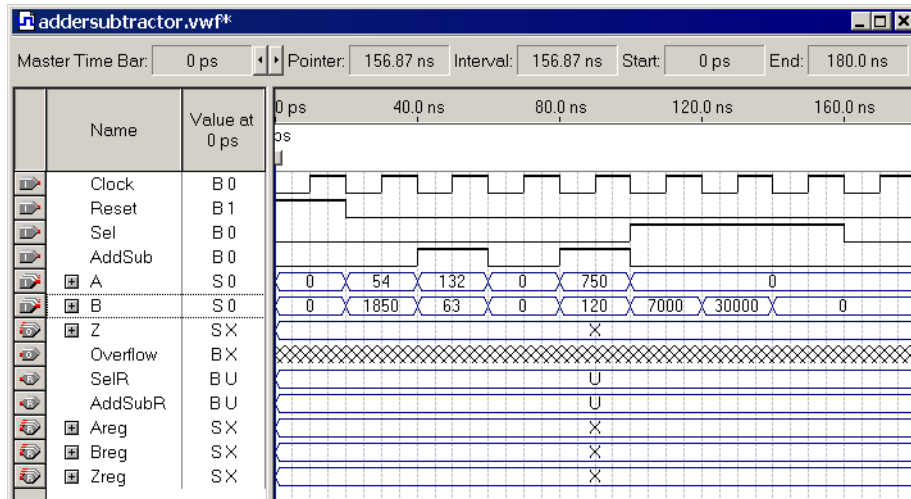 addersubtractor.vwf*
Master Time Bar: 0 ps Pointer: 156.87 ns Interval: 156.87 ns Start: 0 ps End: 180.0 ns
Name Value at 0 ps
0 ps 40.0 ns 80.0 ns 120.0 ns 160.0 ns
ps
Clock B 0
Reset B 1
Sel B 0
AddSub B 0
A S 0 0 54 132 0 750 0
B S 0 0 1850 63 0 120 7000 30000 0
Z S X X
Overflow B X
SelR B U U
AddSubR B U U
Areg S X X
Breg S X X
Zreg S X X